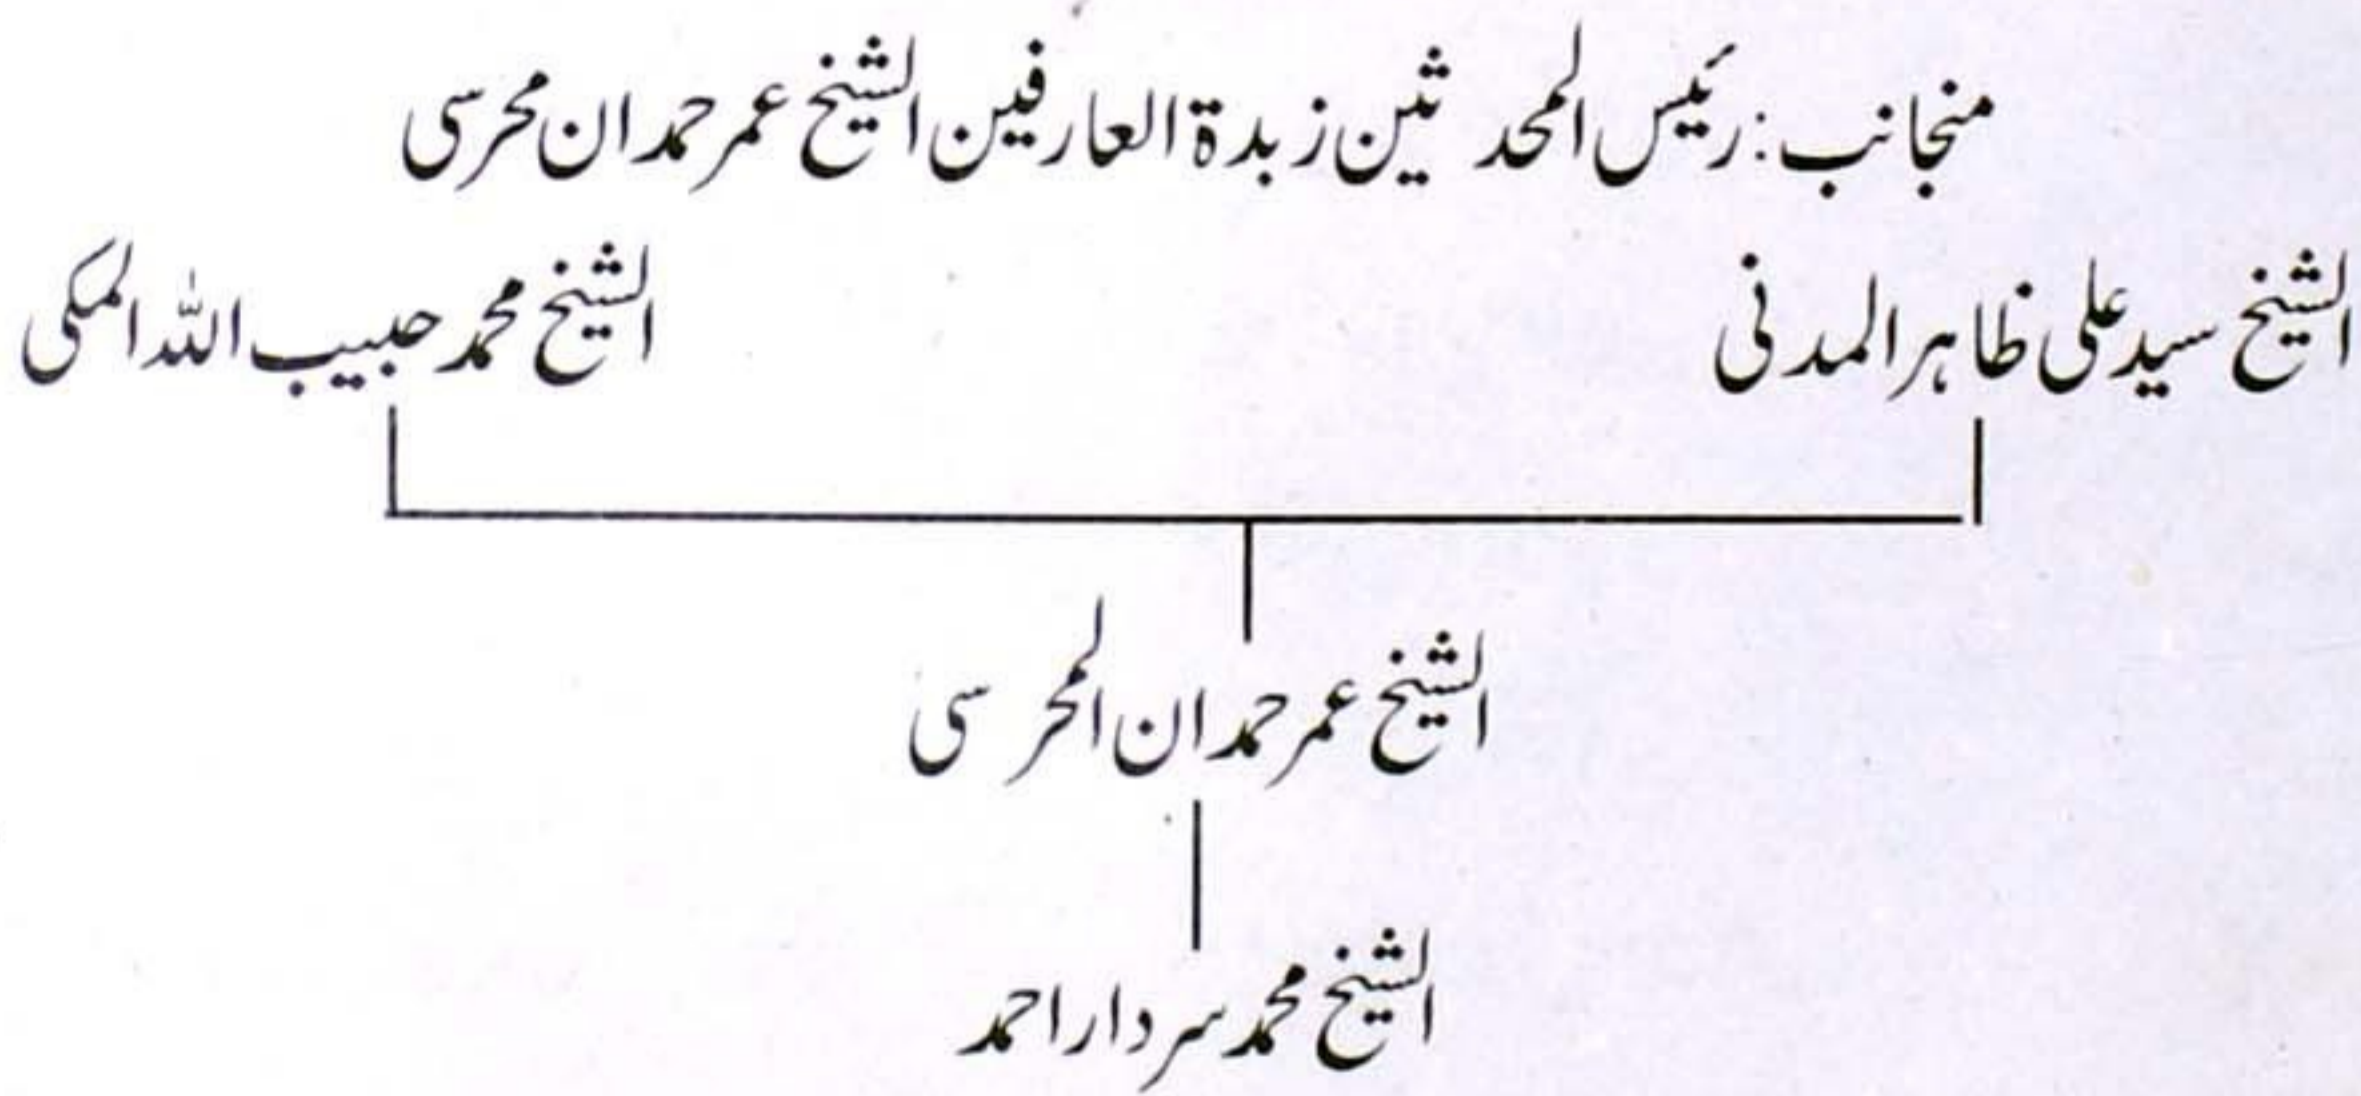 منجانب: رئیس المحدثین زبدۃ العارفین الشیخ عمر حمدان محرسی
الشیخ سید علی ظاہر المدنی
الشیخ محمد حبیب اللہ المکی
الشیخ عمر حمدان المحرسی
الشیخ محمد سردار احمد